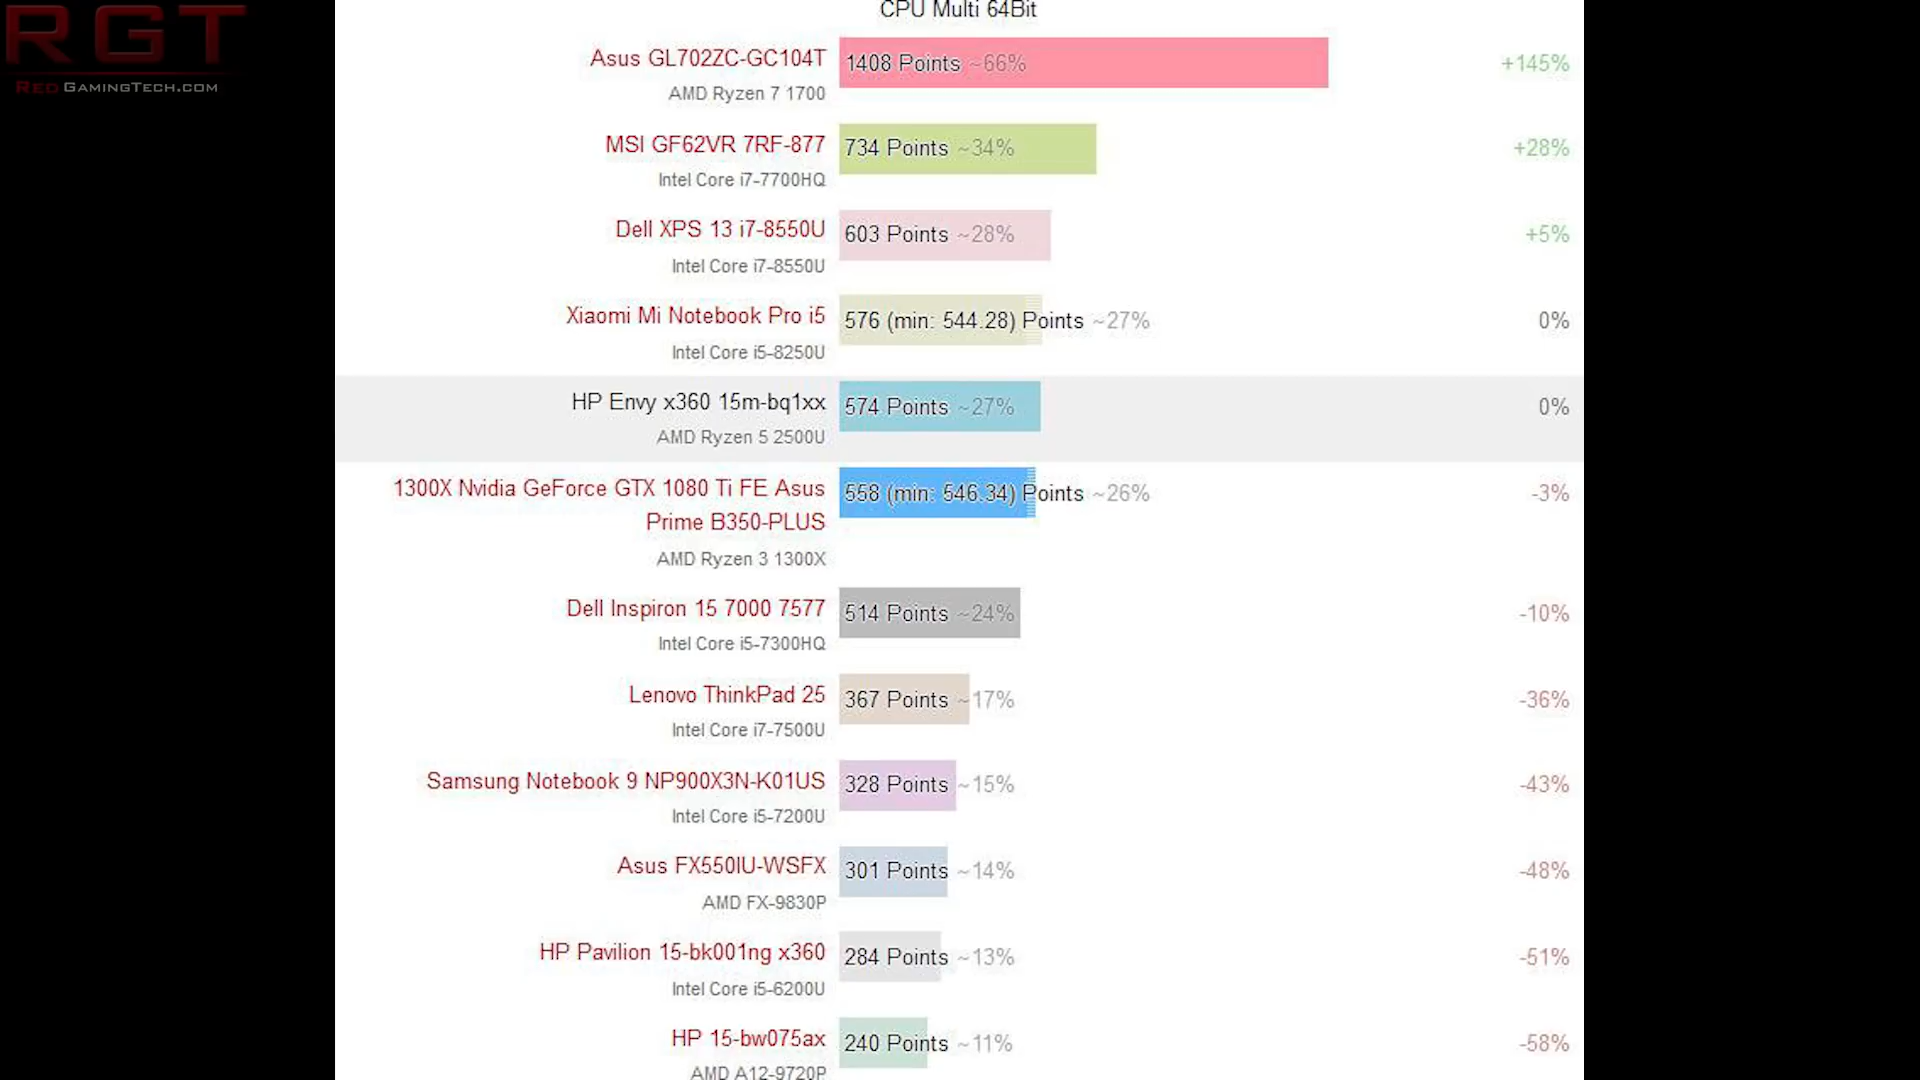 RGT
RED GAMINGTECH.COM
CPU Multi 64Bit
Asus GL702ZC-GC104T 1408 Points ~66% +145%
AMD Ryzen 7 1700
MSI GF62VR 7RF-877 734 Points ~34% +28%
Intel Core i7-7700HQ
Dell XPS 13 i7-8550U 603 Points ~28% +5%
Intel Core i7-8550U
Xiaomi Mi Notebook Pro i5 576 (min: 544.28) Points ~27% 0%
Intel Core i5-8250U
HP Envy x360 15m-bq1xx 574 Points ~27% 0%
AMD Ryzen 5 2500U
1300X Nvidia GeForce GTX 1080 Ti FE Asus 558 (min: 546.34) Points ~26% -3%
Prime B350-PLUS
AMD Ryzen 3 1300X
Dell Inspiron 15 7000 7577 514 Points ~24% -10%
Intel Core i5-7300HQ
Lenovo ThinkPad 25 367 Points ~17% -36%
Intel Core i7-7500U
Samsung Notebook 9 NP900X3N-K01US 328 Points ~15% -43%
Intel Core i5-7200U
Asus FX550IU-WSFX 301 Points ~14% -48%
AMD FX-9830P
HP Pavilion 15-bk001ng x360 284 Points ~13% -51%
Intel Core i5-6200U
HP 15-bw075ax 240 Points ~11% -58%
AMD A12-9720P